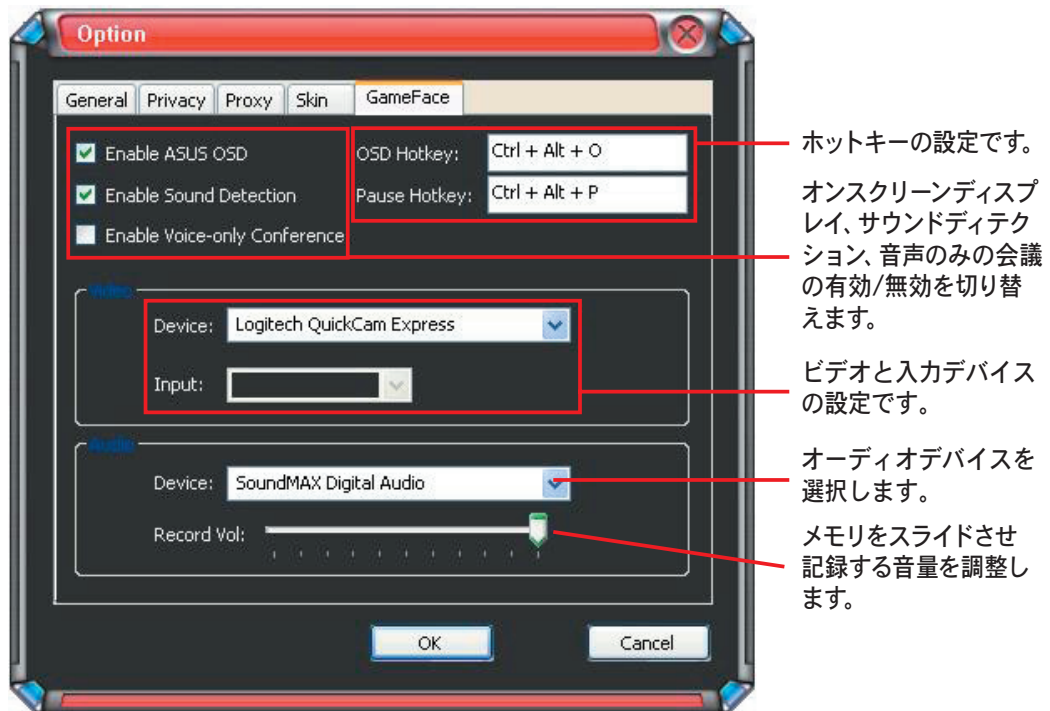 Option
General Privacy Proxy Skin GameFace
Enable ASUS OSD
Enable Sound Detection
Enable Voice-only Conference
OSD Hotkey: Ctrl + Alt + O
Pause Hotkey: Ctrl + Alt + P
Video
Device: Logitech QuickCam Express
Input:
Audio
Device: SoundMAX Digital Audio
Record Vol:
OK Cancel
ホットキーの設定です。
オンスクリーンディスプ
レイ、サウンドディテク
ション、音声のみの会議
の有効/無効を切り替
えます。
ビデオと入力デバイス
の設定です。
オーディオデバイスを
選択します。
メモリをスライドさせ
記録する音量を調整し
ます。